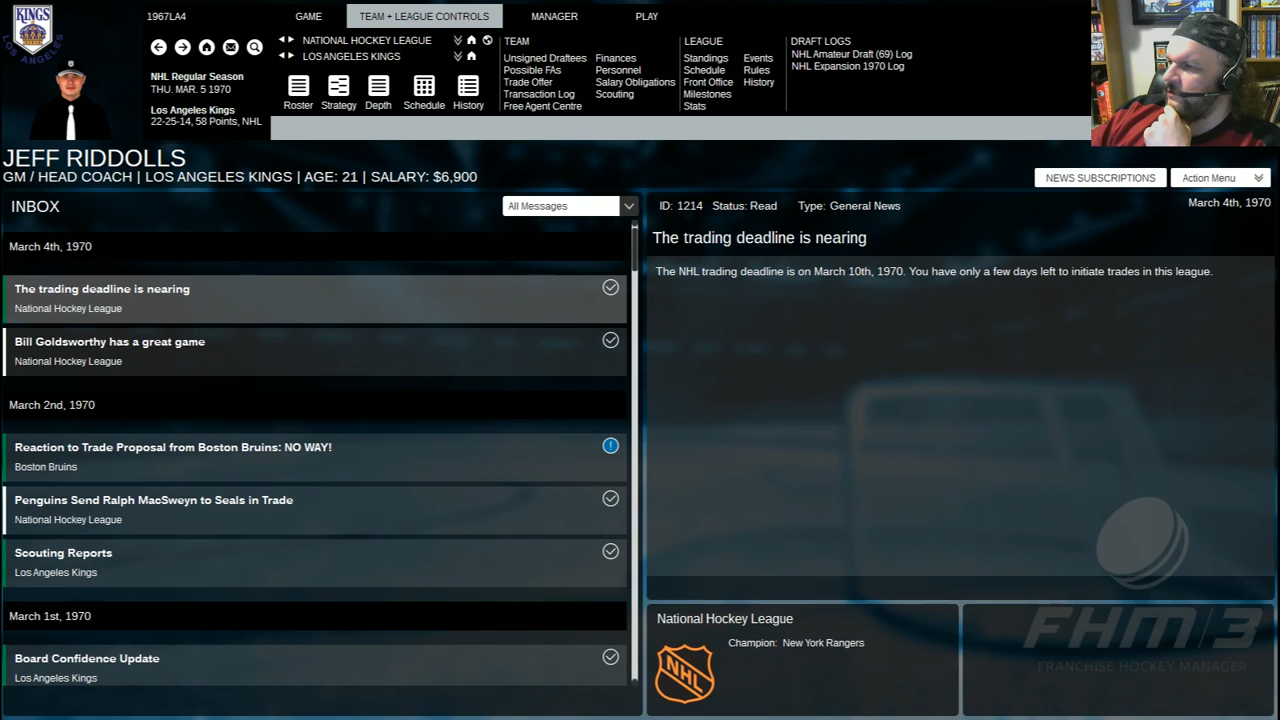 KINGS
LOS ANGELES
1967LA4
GAME
TEAM + LEAGUE CONTROLS
MANAGER
PLAY
NATIONAL HOCKEY LEAGUE
LOS ANGELES KINGS
NHL Regular Season
THU. MAR. 5 1970
Los Angeles Kings
22-25-14, 58 Points, NHL
Roster
Strategy
Depth
Schedule
History
TEAM
Unsigned Draftees
Finances
Possible FAs
Personnel
Trade Offer
Salary Obligations
Transaction Log
Scouting
Free Agent Centre
LEAGUE
Standings
Events
Schedule
Rules
Front Office
History
Milestones
Stats
DRAFT LOGS
NHL Amateur Draft (69) Log
NHL Expansion 1970 Log
JEFF RIDDOLLS
GM / HEAD COACH | LOS ANGELES KINGS | AGE: 21 | SALARY: $6,900
NEWS SUBSCRIPTIONS
Action Menu
INBOX
All Messages
March 4th, 1970
The trading deadline is nearing
National Hockey League
Bill Goldsworthy has a great game
National Hockey League
March 2nd, 1970
Reaction to Trade Proposal from Boston Bruins: NO WAY!
Boston Bruins
Penguins Send Ralph MacSweyn to Seals in Trade
National Hockey League
Scouting Reports
Los Angeles Kings
March 1st, 1970
Board Confidence Update
Los Angeles Kings
ID: 1214 Status: Read Type: General News
March 4th, 1970
The trading deadline is nearing
The NHL trading deadline is on March 10th, 1970. You have only a few days left to initiate trades in this league.
National Hockey League
Champion: New York Rangers
NHL
FHM/3
FRANCHISE HOCKEY MANAGER